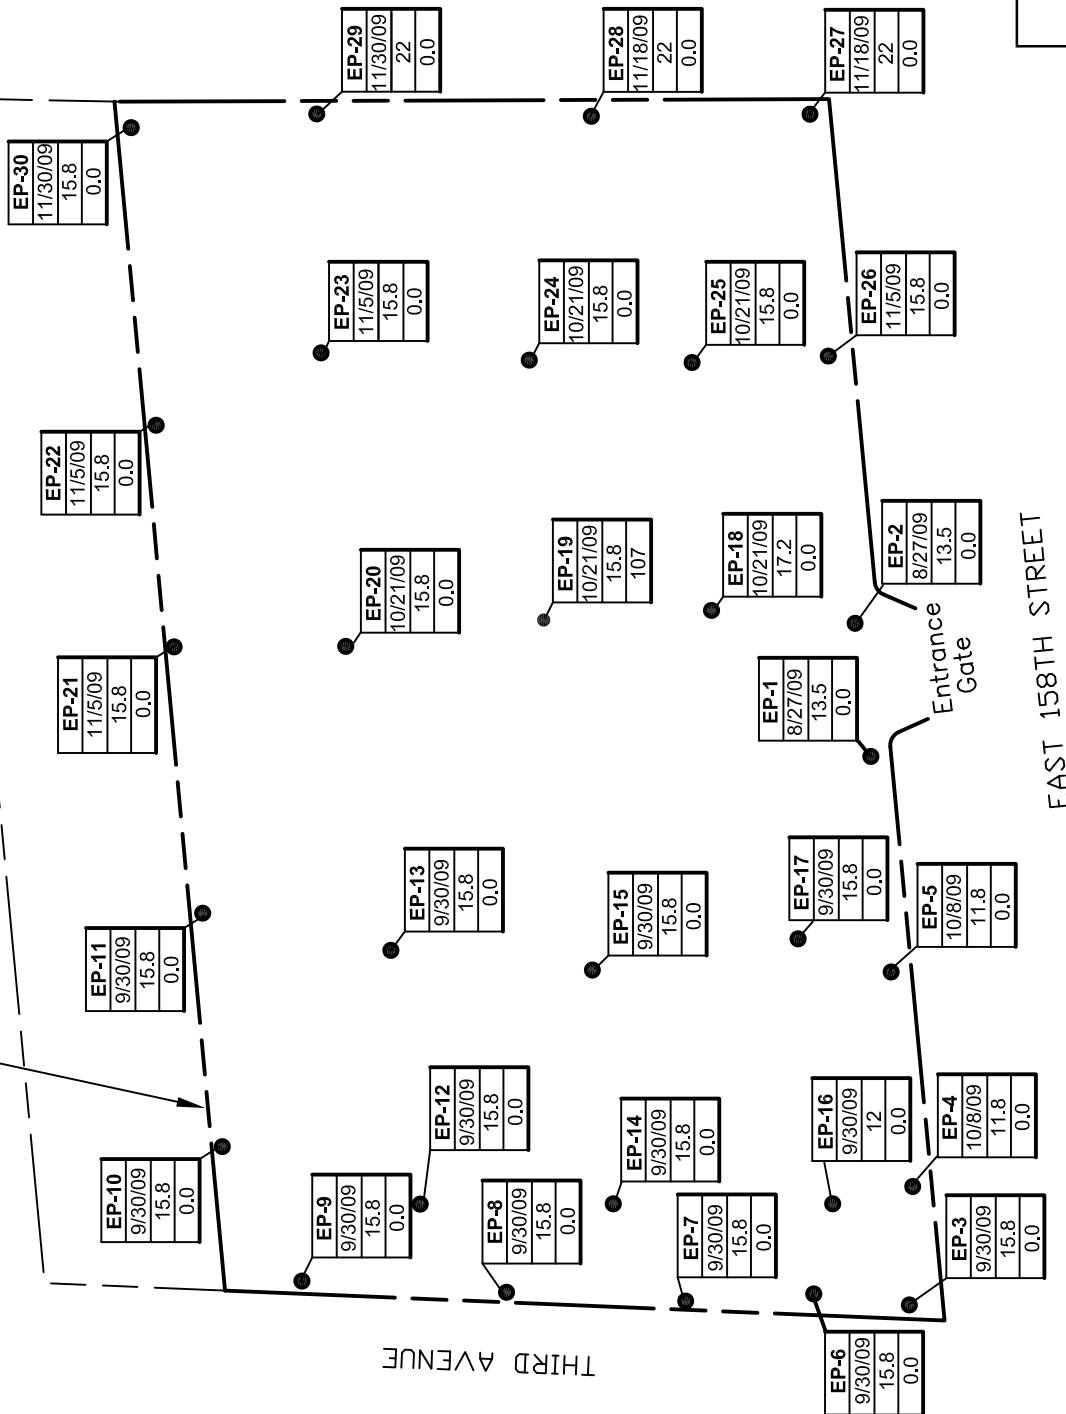 EP-29
11/30/09
22
0.0
EP-28
11/18/09
22
0.0
EP-27
11/18/09
22
0.0
EP-30
11/30/09
15.8
0.0
EP-23
11/5/09
15.8
0.0
EP-24
10/21/09
15.8
0.0
EP-25
10/21/09
15.8
0.0
EP-26
11/5/09
15.8
0.0
EP-22
11/5/09
15.8
0.0
EP-20
10/21/09
15.8
0.0
EP-19
10/21/09
15.8
107
EP-18
10/21/09
17.2
0.0
EP-2
8/27/09
13.5
0.0
EP-21
11/5/09
15.8
0.0
EP-1
8/27/09
13.5
0.0
Entrance
Gate
EAST 158TH STREET
EP-11
9/30/09
15.8
0.0
EP-13
9/30/09
15.8
0.0
EP-15
9/30/09
15.8
0.0
EP-17
9/30/09
15.8
0.0
EP-5
10/8/09
11.8
0.0
EP-10
9/30/09
15.8
0.0
EP-9
9/30/09
15.8
0.0
EP-12
9/30/09
15.8
0.0
EP-8
9/30/09
15.8
0.0
EP-14
9/30/09
15.8
0.0
EP-7
9/30/09
15.8
0.0
EP-16
9/30/09
12
0.0
EP-4
10/8/09
11.8
0.0
EP-3
9/30/09
15.8
0.0
EP-6
9/30/09
15.8
0.0
THIRD AVENUE